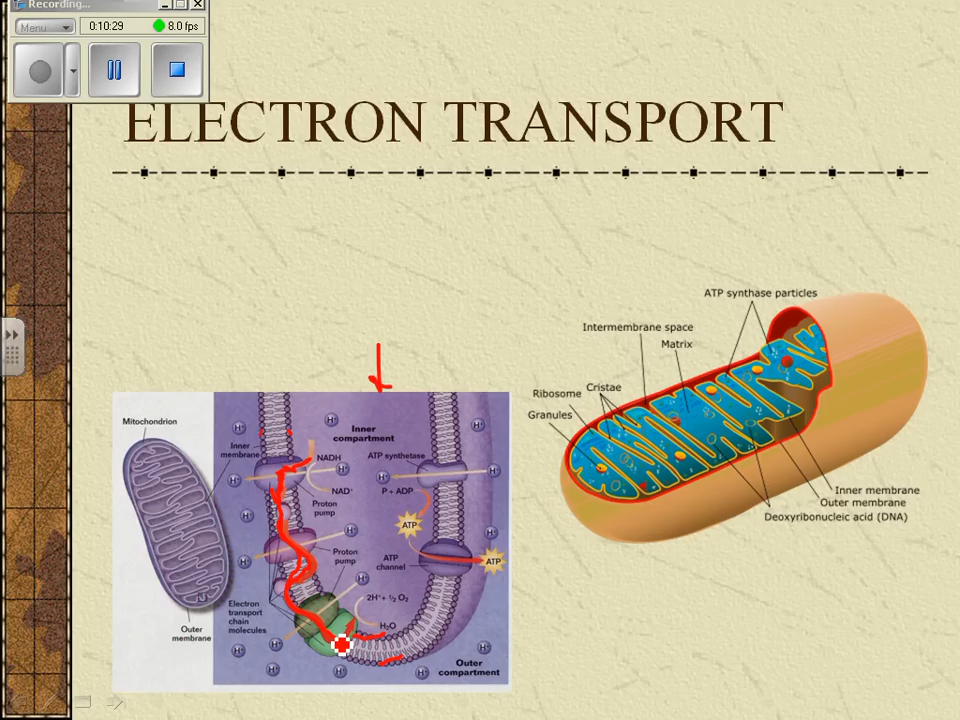 Recording...
Menu
0:10:29
8.0 fps
ELECTRON TRANSPORT
ATP synthase particles
Intermembrane space
Matrix
Ribosome
Cristae
Granules
Inner membrane
Outer membrane
Deoxyribonucleic acid (DNA)
Mitochondrion
Inner
membrane
Outer
membrane
H+
H+
H+
Inner
compartment
NADH
H+
H+
NAD+
Proton
pump
ATP synthetase
H+
H+
P + ADP
ATP
H+
H+
H+
Proton
pump
ATP
channel
ATP
H+
2H+ + ½ O2
H2O
Electron
transport
chain
molecules
H+
H+
H+
H+
H+
H+
Outer
compartment